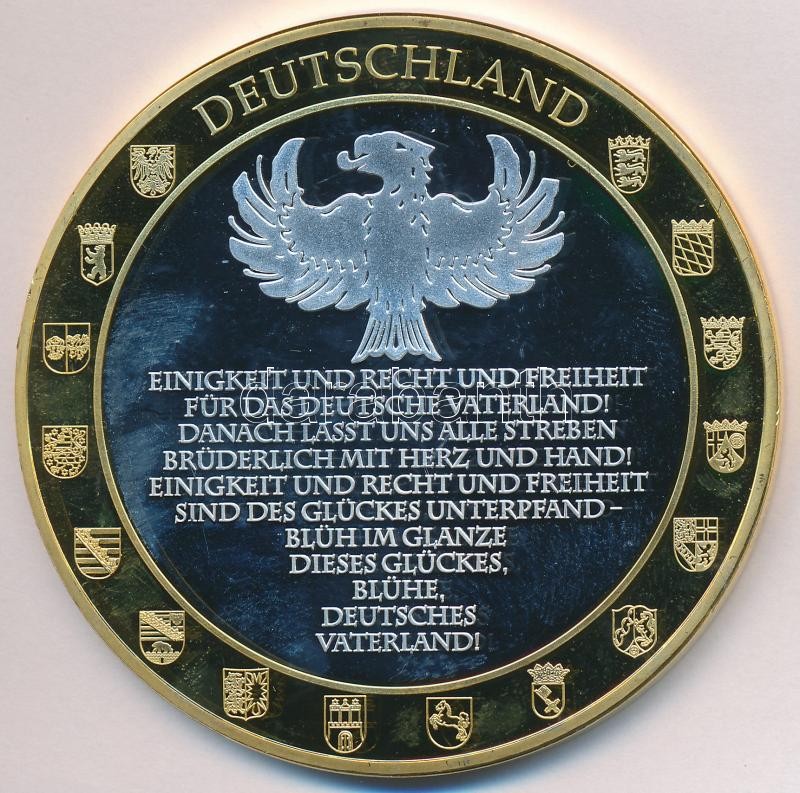 DEUTSCHLAND
EINIGKEIT UND RECHT UND FREIHEIT
FÜR DAS DEUTSCHE VATERLAND!
DANACH LASST UNS ALLE STREBEN
BRÜDERLICH MIT HERZ UND HAND!
EINIGKEIT UND RECHT UND FREIHEIT
SIND DES GLÜCKES UNTERPFAND –
BLÜH IM GLANZE
DIESES GLÜCKES,
BLÜHE,
DEUTSCHES
VATERLAND!